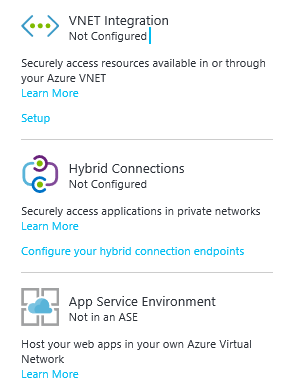 VNET Integration
Not Configured
Securely access resources available in or through
your Azure VNET
Learn More
Setup
Hybrid Connections
Not Configured
Securely access applications in private networks
Learn More
Configure your hybrid connection endpoints
App Service Environment
Not in an ASE
Host your web apps in your own Azure Virtual
Network
Learn More